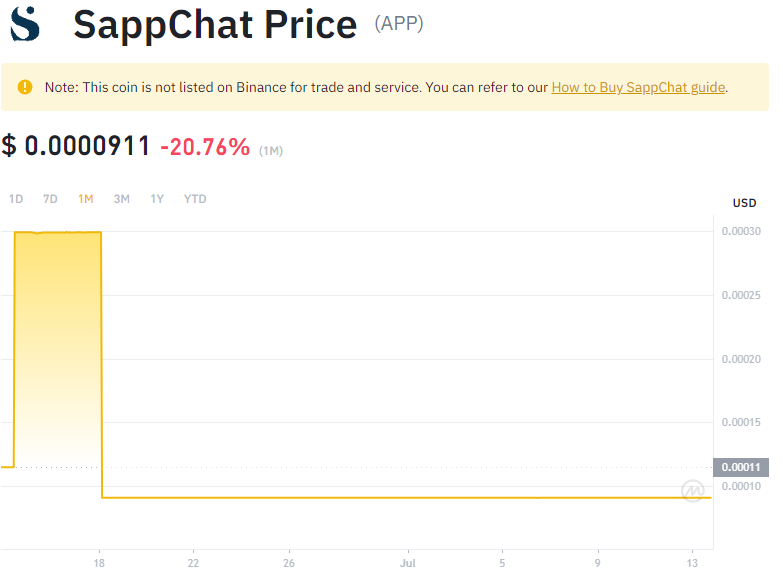 SappChat Price (APP)
Note: This coin is not listed on Binance for trade and service. You can refer to our How to Buy SappChat guide.
$ 0.0000911 -20.76% (1M)
1D 7D 1M 3M 1Y YTD
USD
0.00030
0.00025
0.00020
0.00015
0.00011
0.00010
18 22 26 Jul 5 9 13